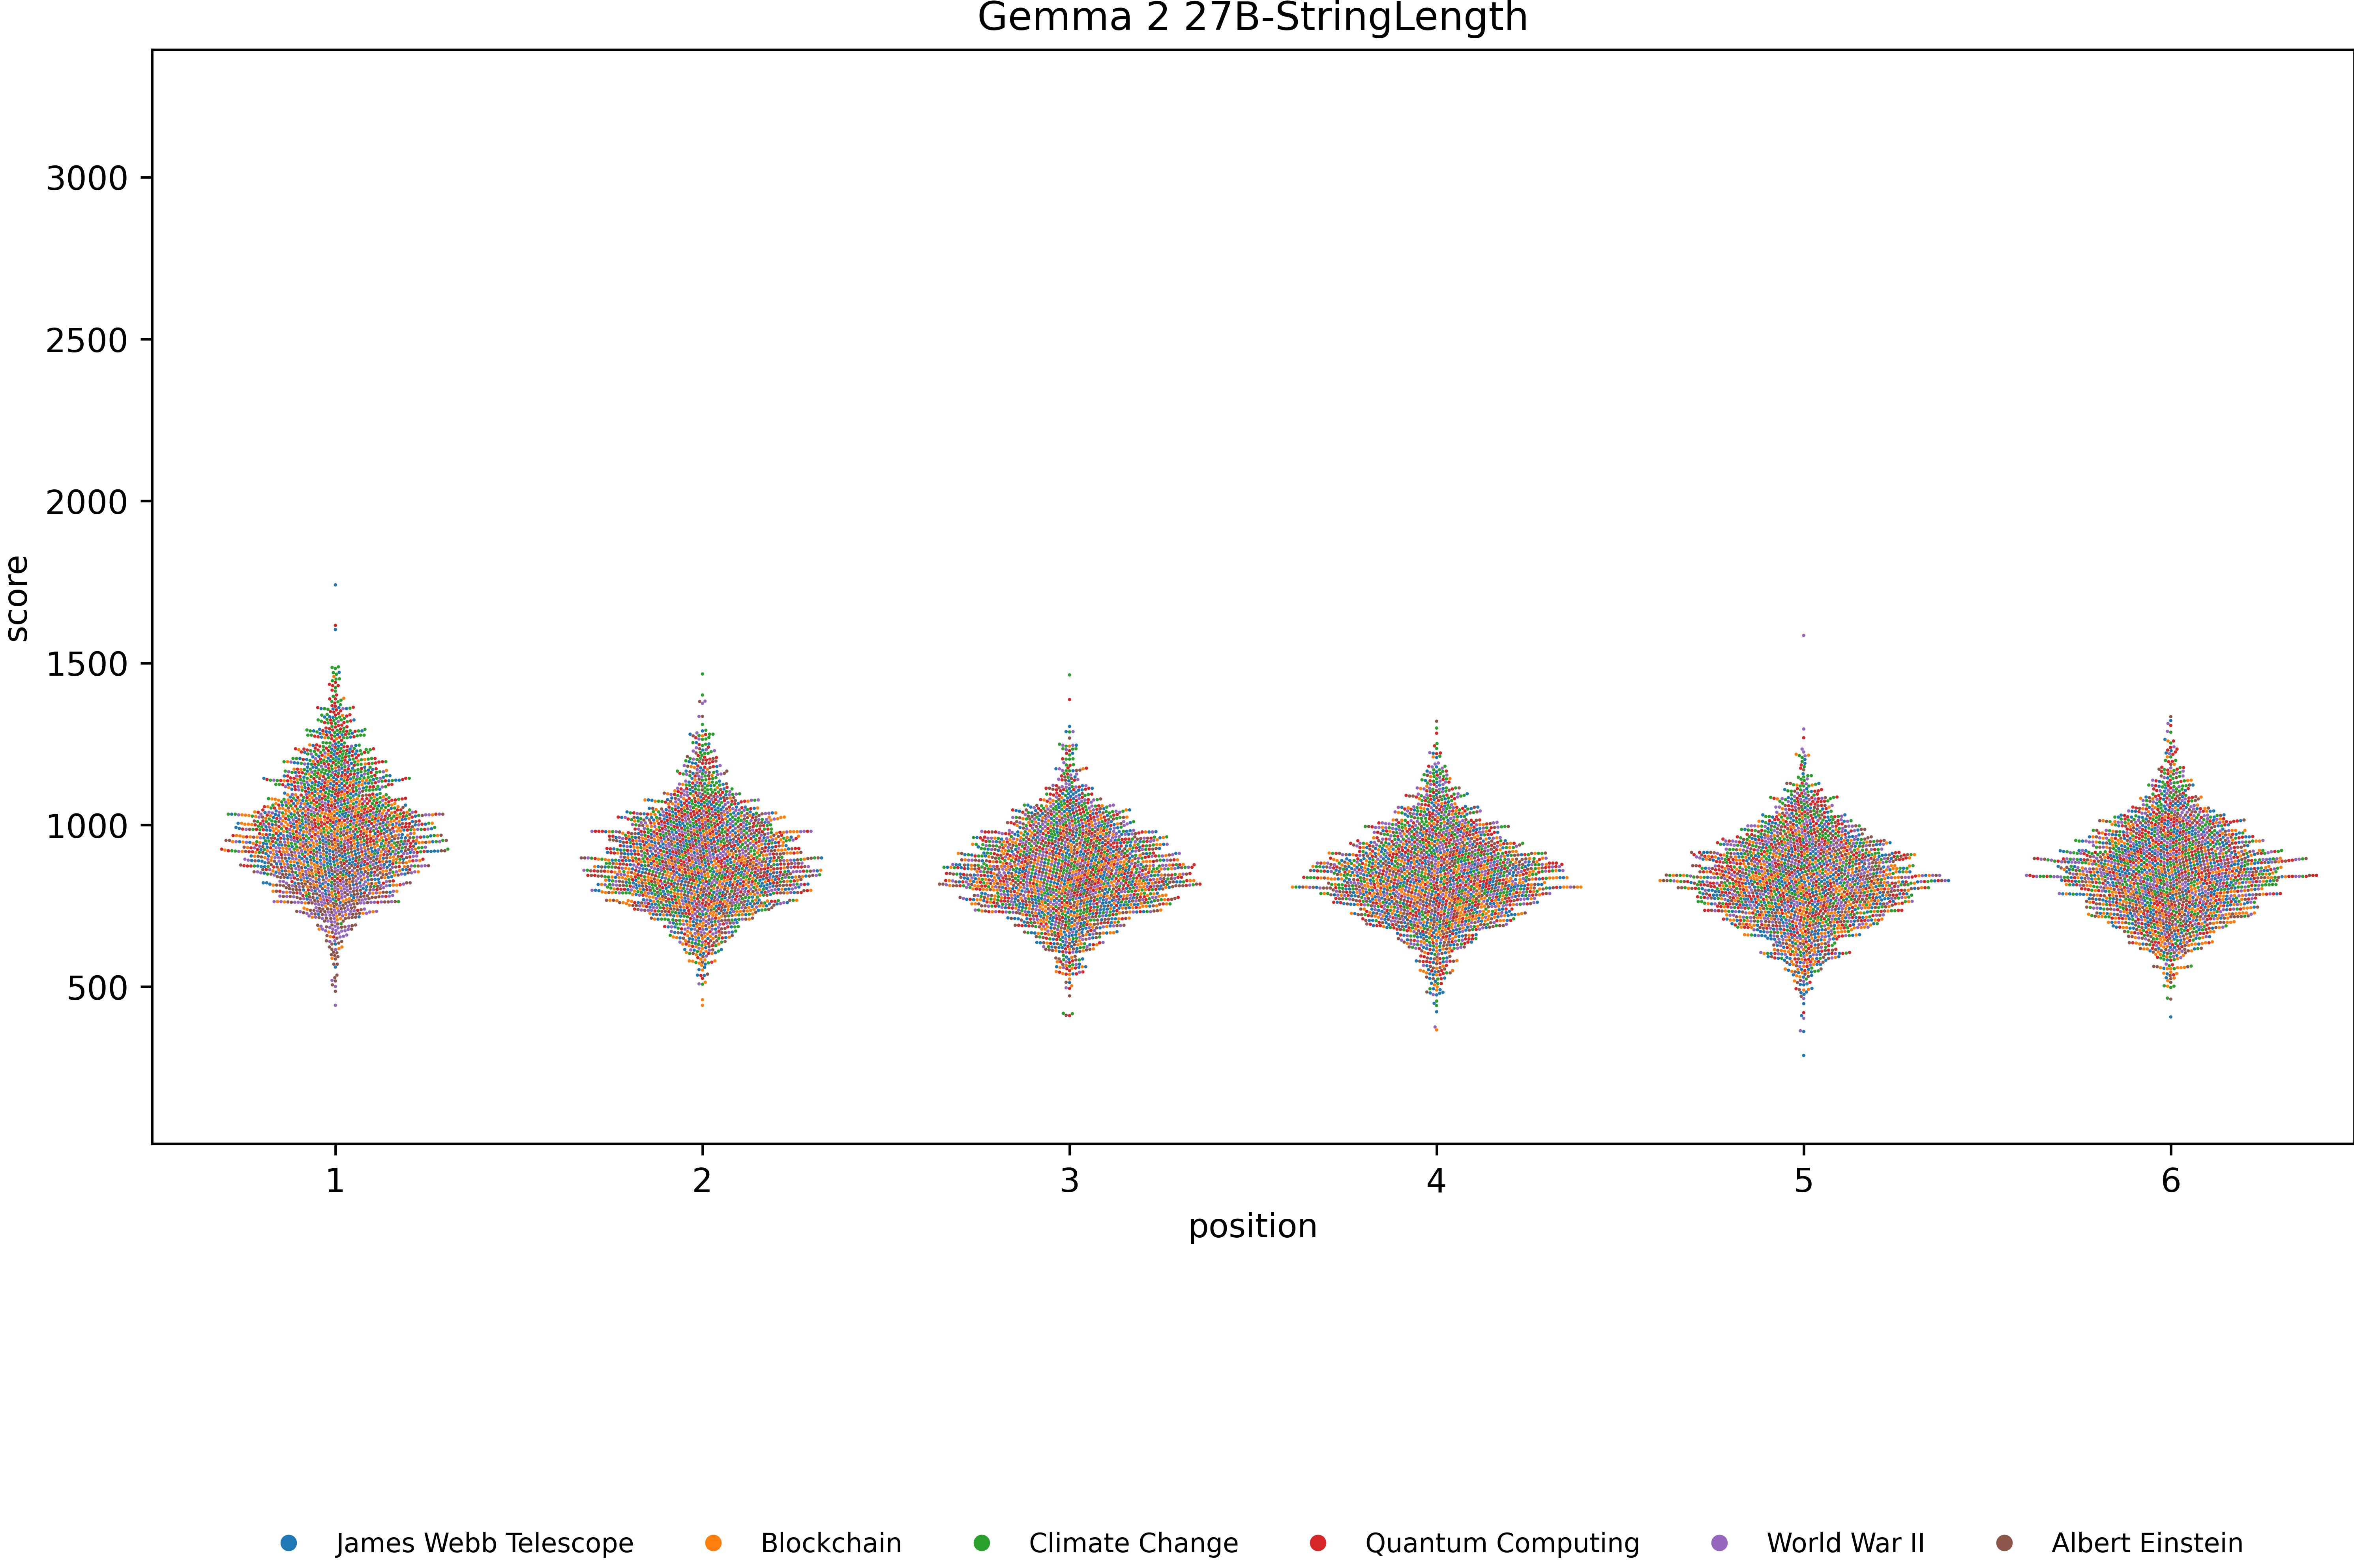 Gemma 2 27B-StringLength
3000
2500
2000
1500
1000
500
score
1
2
3
4
5
6
position
James Webb Telescope
Blockchain
Climate Change
Quantum Computing
World War II
Albert Einstein